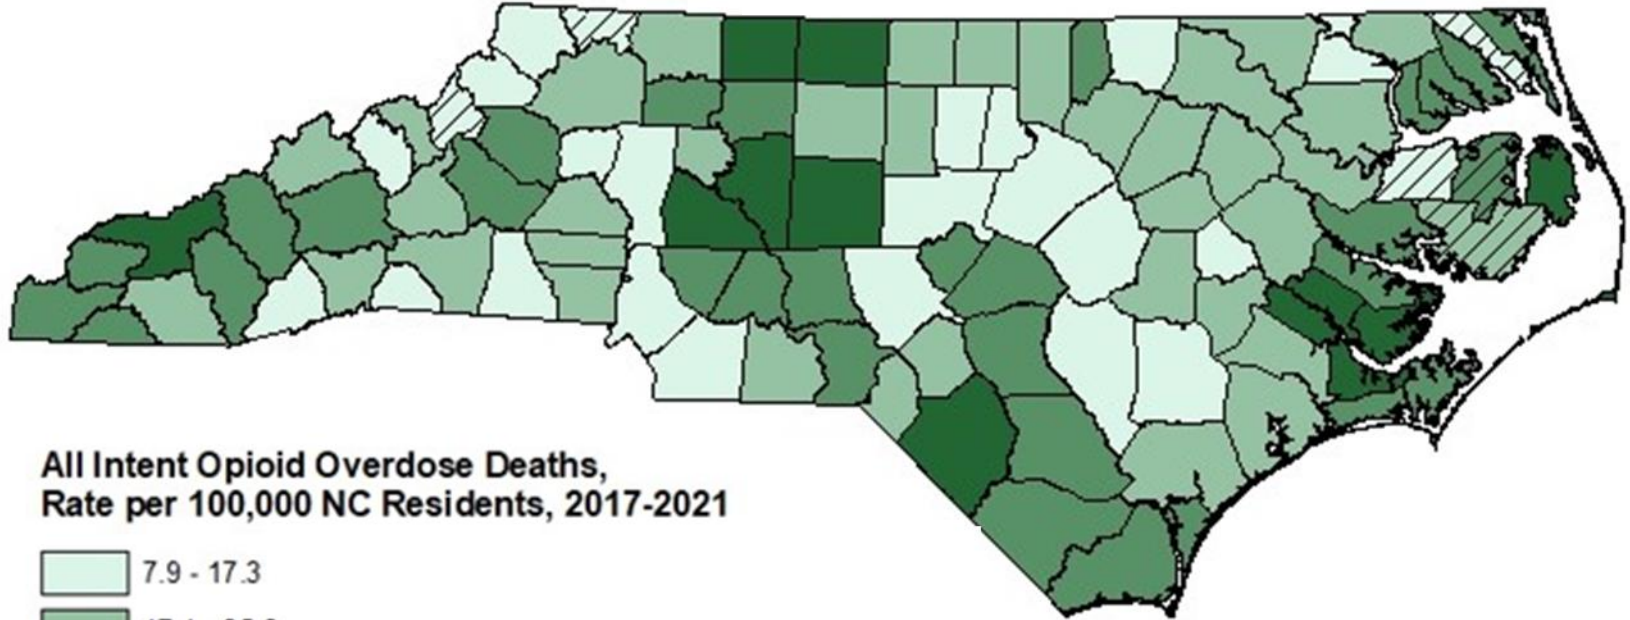 All Intent Opioid Overdose Deaths,
Rate per 100,000 NC Residents, 2017-2021
7.9 - 17.3